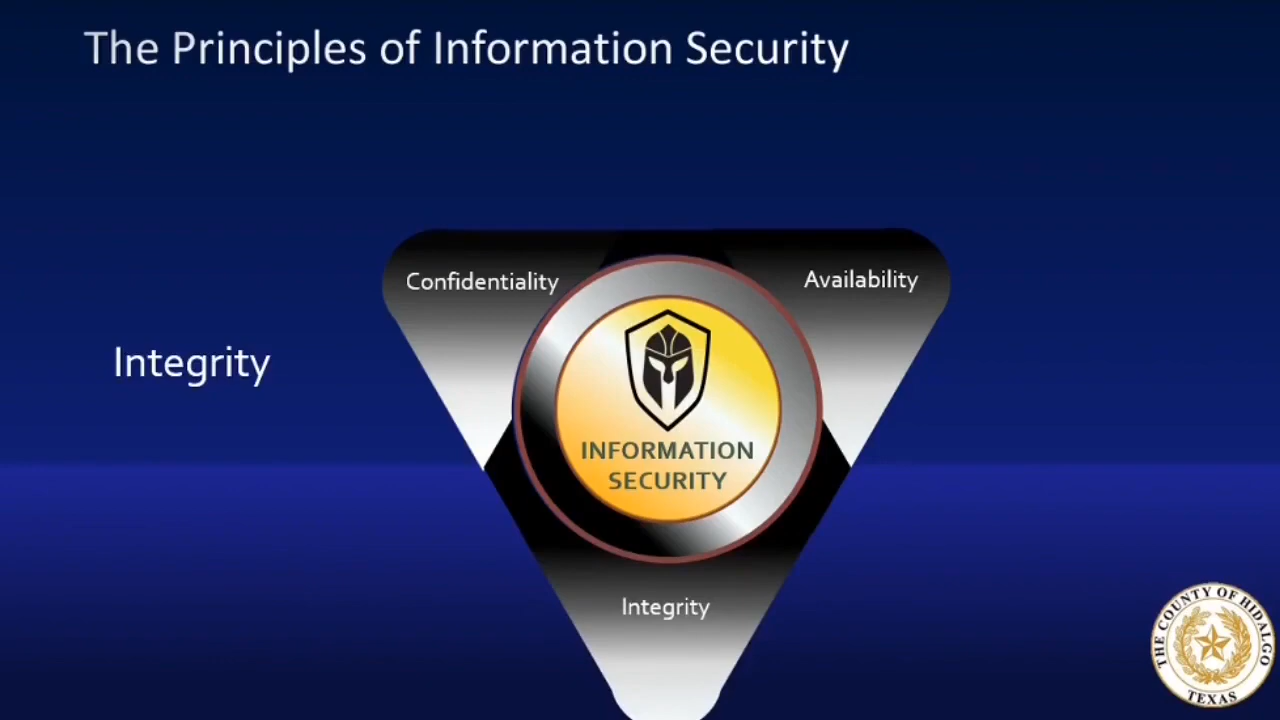 The Principles of Information Security
Confidentiality
Availability
Integrity
INFORMATION
SECURITY
Integrity
THE COUNTY OF HIDALGO
TEXAS